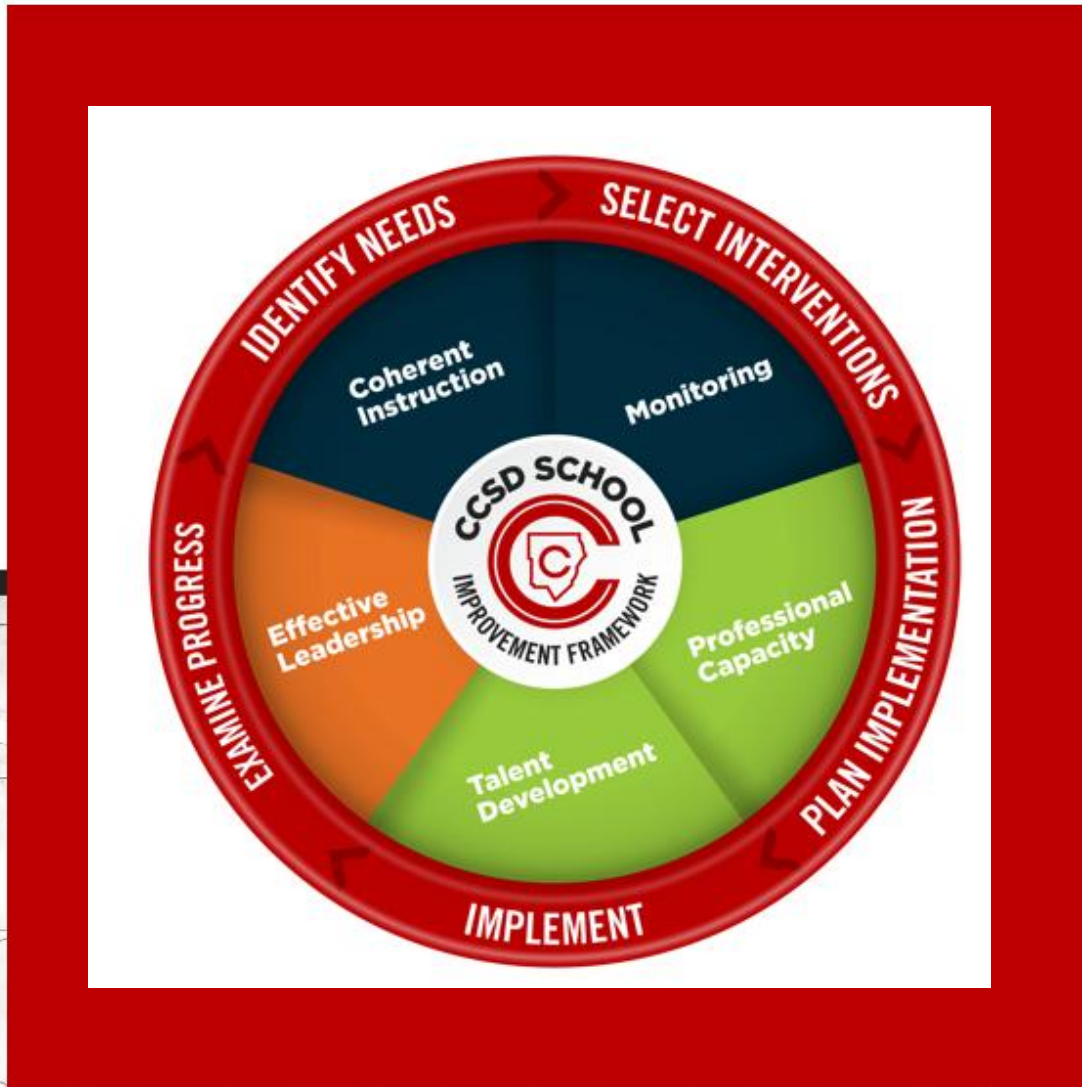 IDENTIFY NEEDS
SELECT INTERVENTIONS
PLAN IMPLEMENTATION
IMPLEMENT
EXAMINE PROGRESS
Coherent
Instruction
Monitoring
Professional
Capacity
Talent
Development
Effective
Leadership
CCSD SCHOOL
C
IMPROVEMENT FRAMEWORK